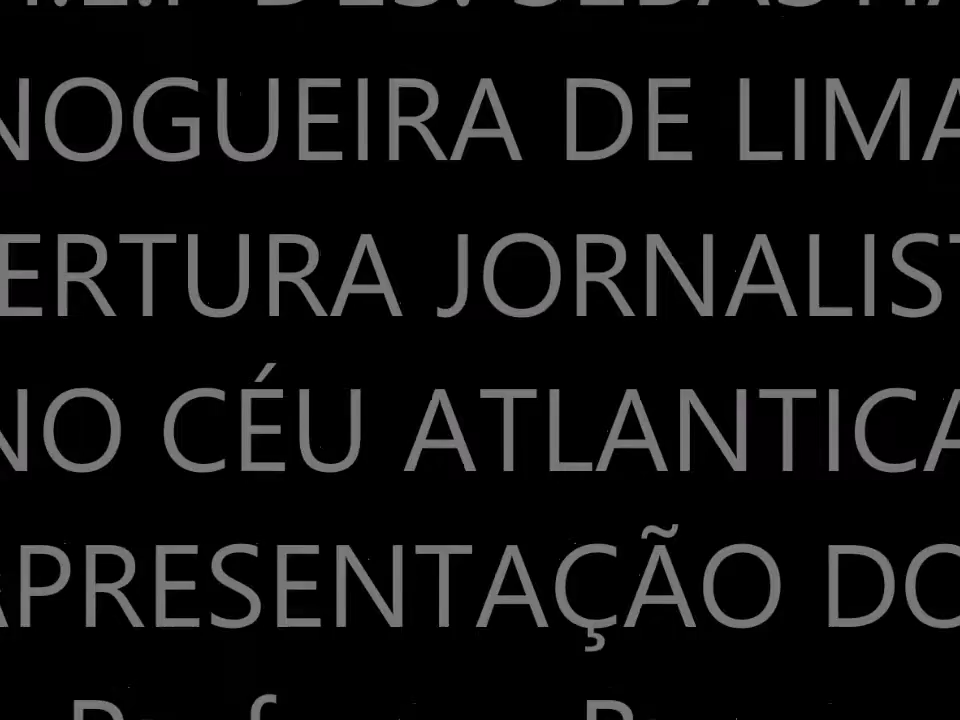 NOGUEIRA DE LIMA
ERTURA JORNALIST
NO CÉU ATLANTICA
APRESENTAÇÃO DO